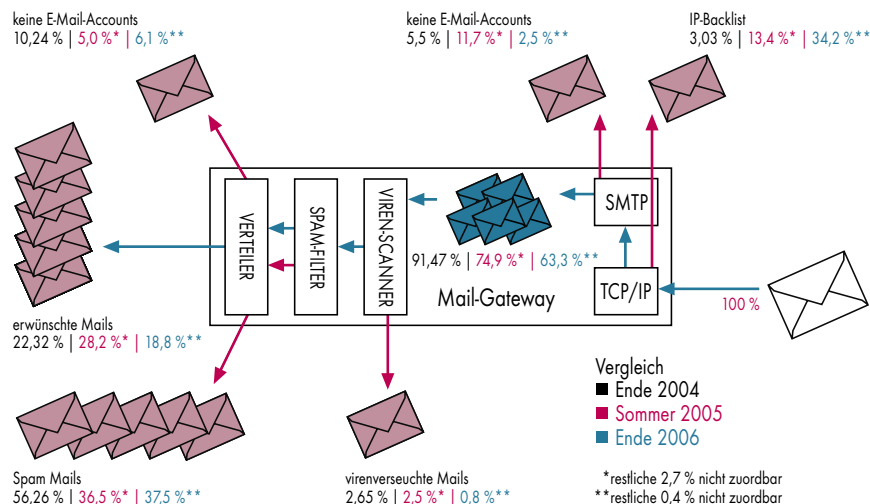 keine E-Mail-Accounts
10,24 % | 5,0 %* | 6,1 %**
keine E-Mail-Accounts
5,5 % | 11,7 %* | 2,5 %**
IP-Backlist
3,03 % | 13,4 %* | 34,2 %**
VERTEILER
SPAM-FILTER
VIREN-SCANNER
SMTP
91,47 % | 74,9 %* | 63,3 %**
Mail-Gateway
TCP/IP
100 %
erwünschte Mails
22,32 % | 28,2 %* | 18,8 %**
Vergleich
Ende 2004
Sommer 2005
Ende 2006
Spam Mails
56,26 % | 36,5 %* | 37,5 %**
virenverseuchte Mails
2,65 % | 2,5 %* | 0,8 %**
*restliche 2,7 % nicht zuordbar
**restliche 0,4 % nicht zuordbar